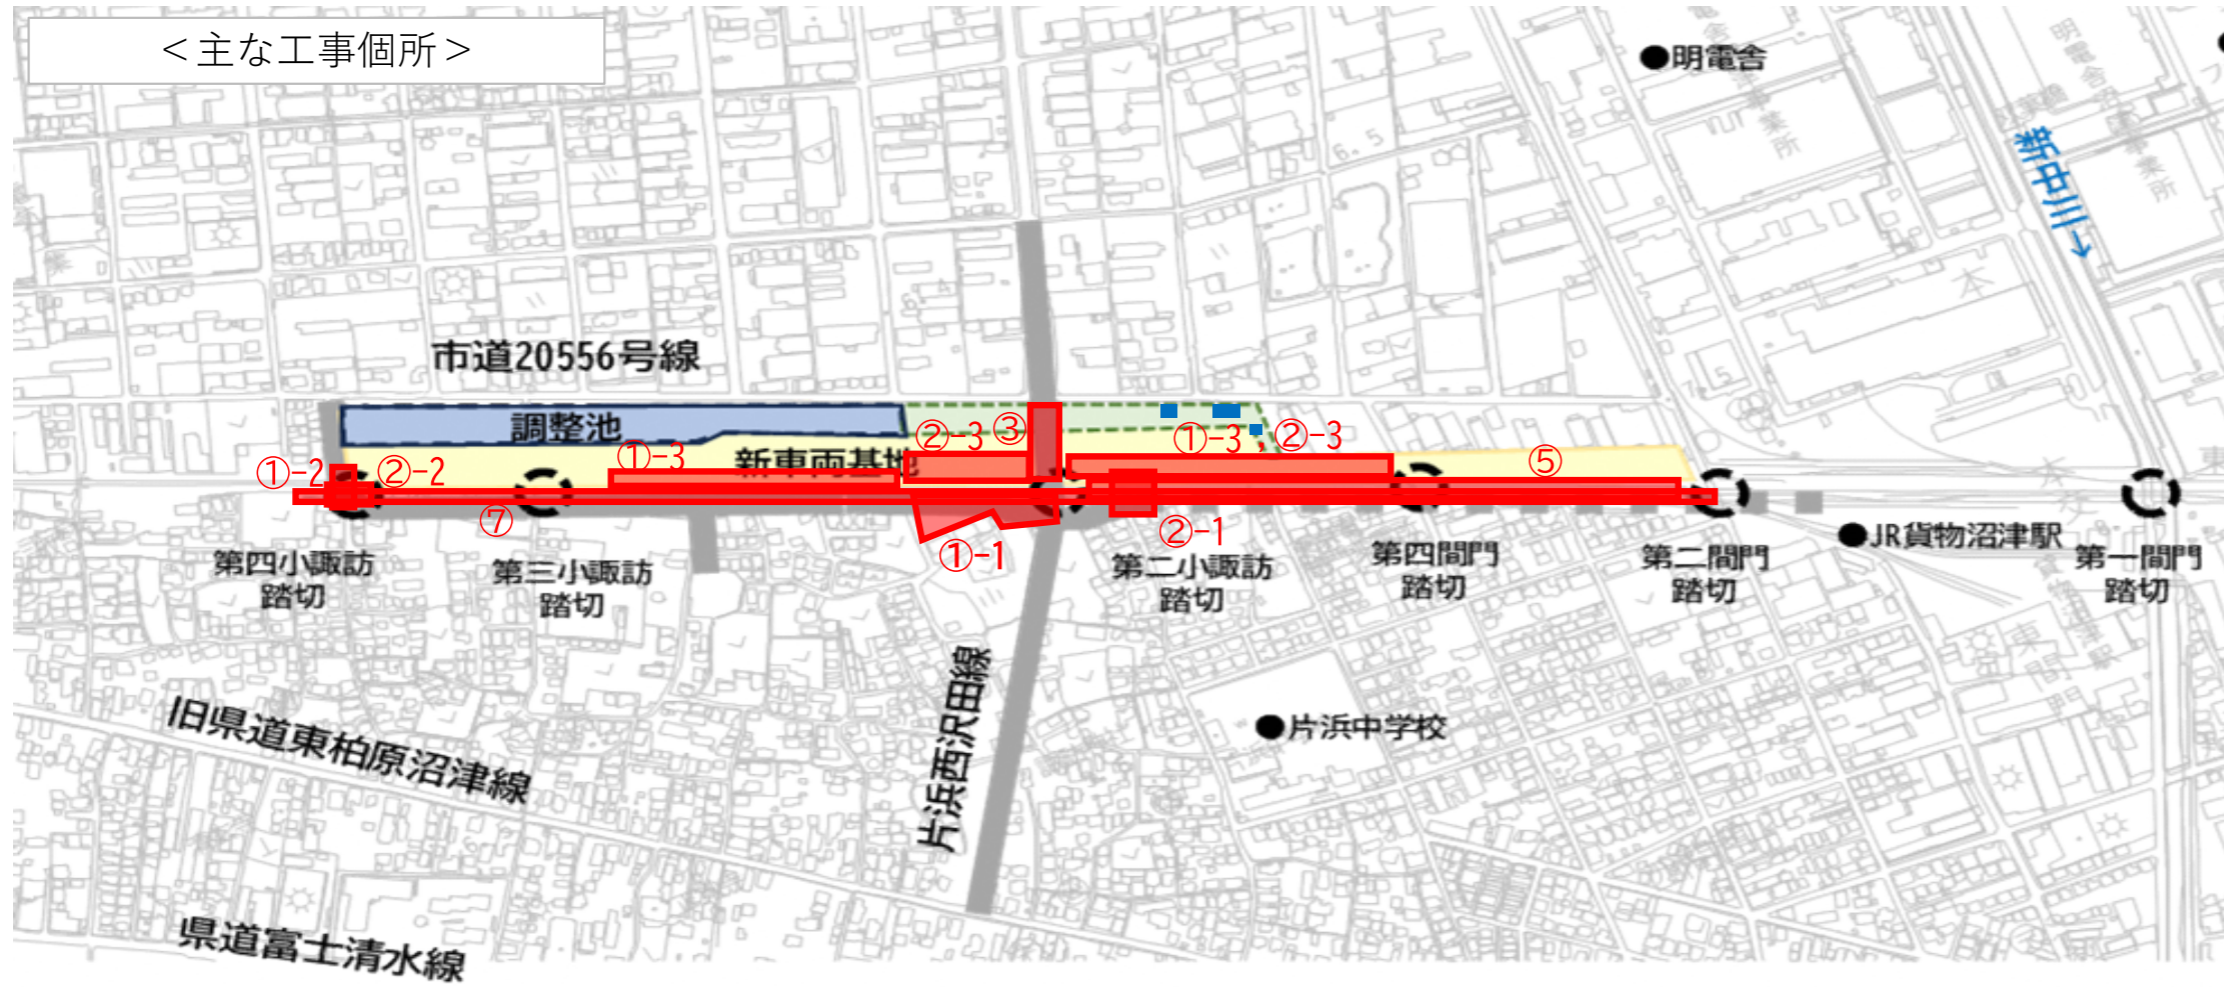 ＜主な工事個所＞
●明電舎
新中川→
市道20556号線
調整池
②-3
③
①-3，②-3
①-3
新車両基地
⑤
①-2
②-2
⑦
①-1
②-1
●JR貨物沼津駅
第四小諏訪
踏切
第三小諏訪
踏切
第二小諏訪
踏切
第四間門
踏切
第二間門
踏切
第一間門
踏切
片浜西沢田線
旧県道東柏原沼津線
●片浜中学校
県道富士清水線
6.5
7.5